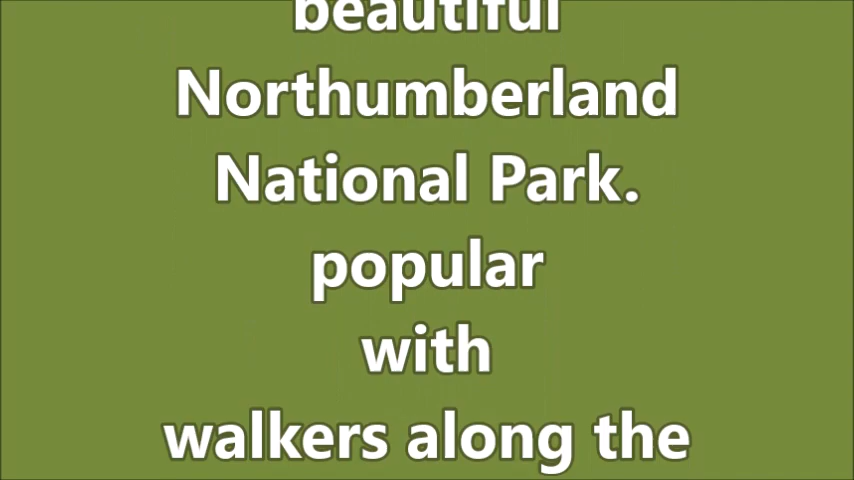 beautiful
Northumberland
National Park.
popular
with
walkers along the